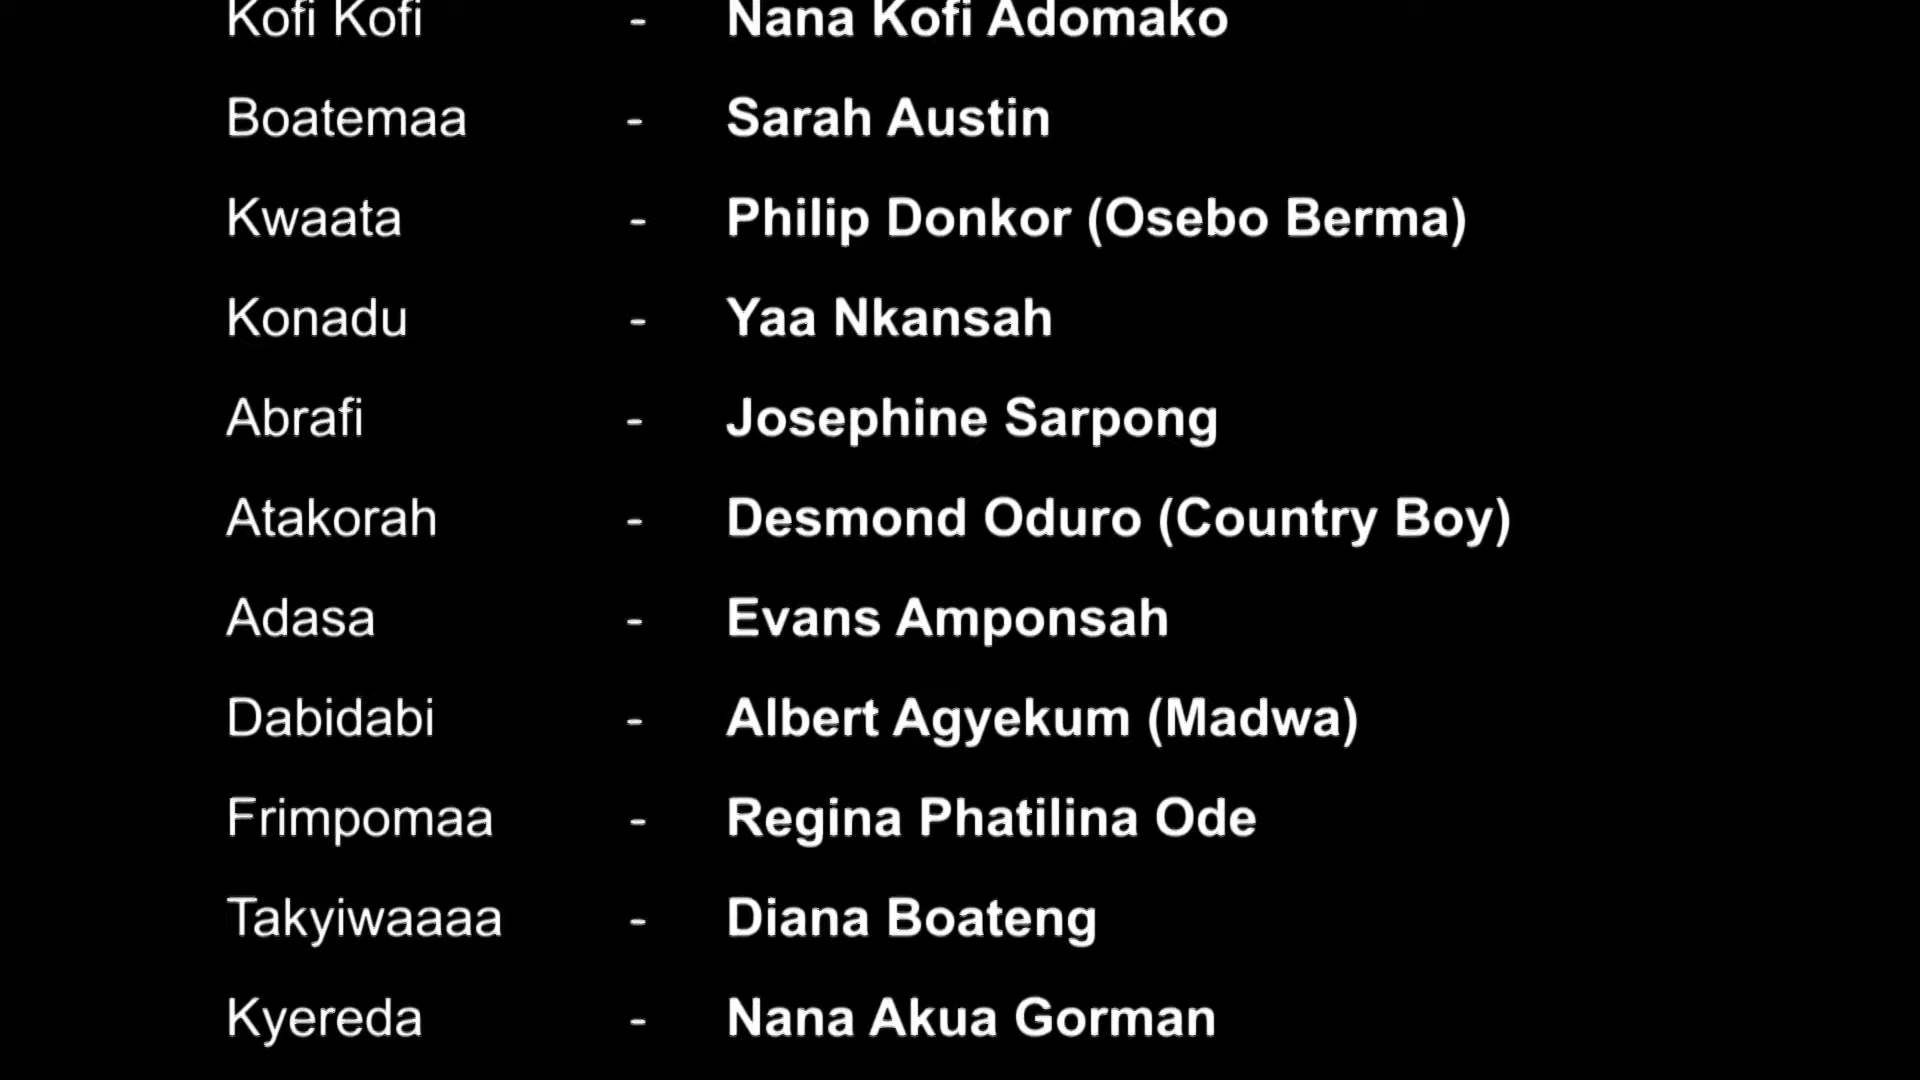 Kofi Kofi - Nana Kofi Adomako
Boatemaa - Sarah Austin
Kwaata - Philip Donkor (Osebo Berma)
Konadu - Yaa Nkansah
Abrafi - Josephine Sarpong
Atakorah - Desmond Oduro (Country Boy)
Adasa - Evans Amponsah
Dabidabi - Albert Agyekum (Madwa)
Frimpomaa - Regina Phatilina Ode
Takyiwaaaa - Diana Boateng
Kyereda - Nana Akua Gorman